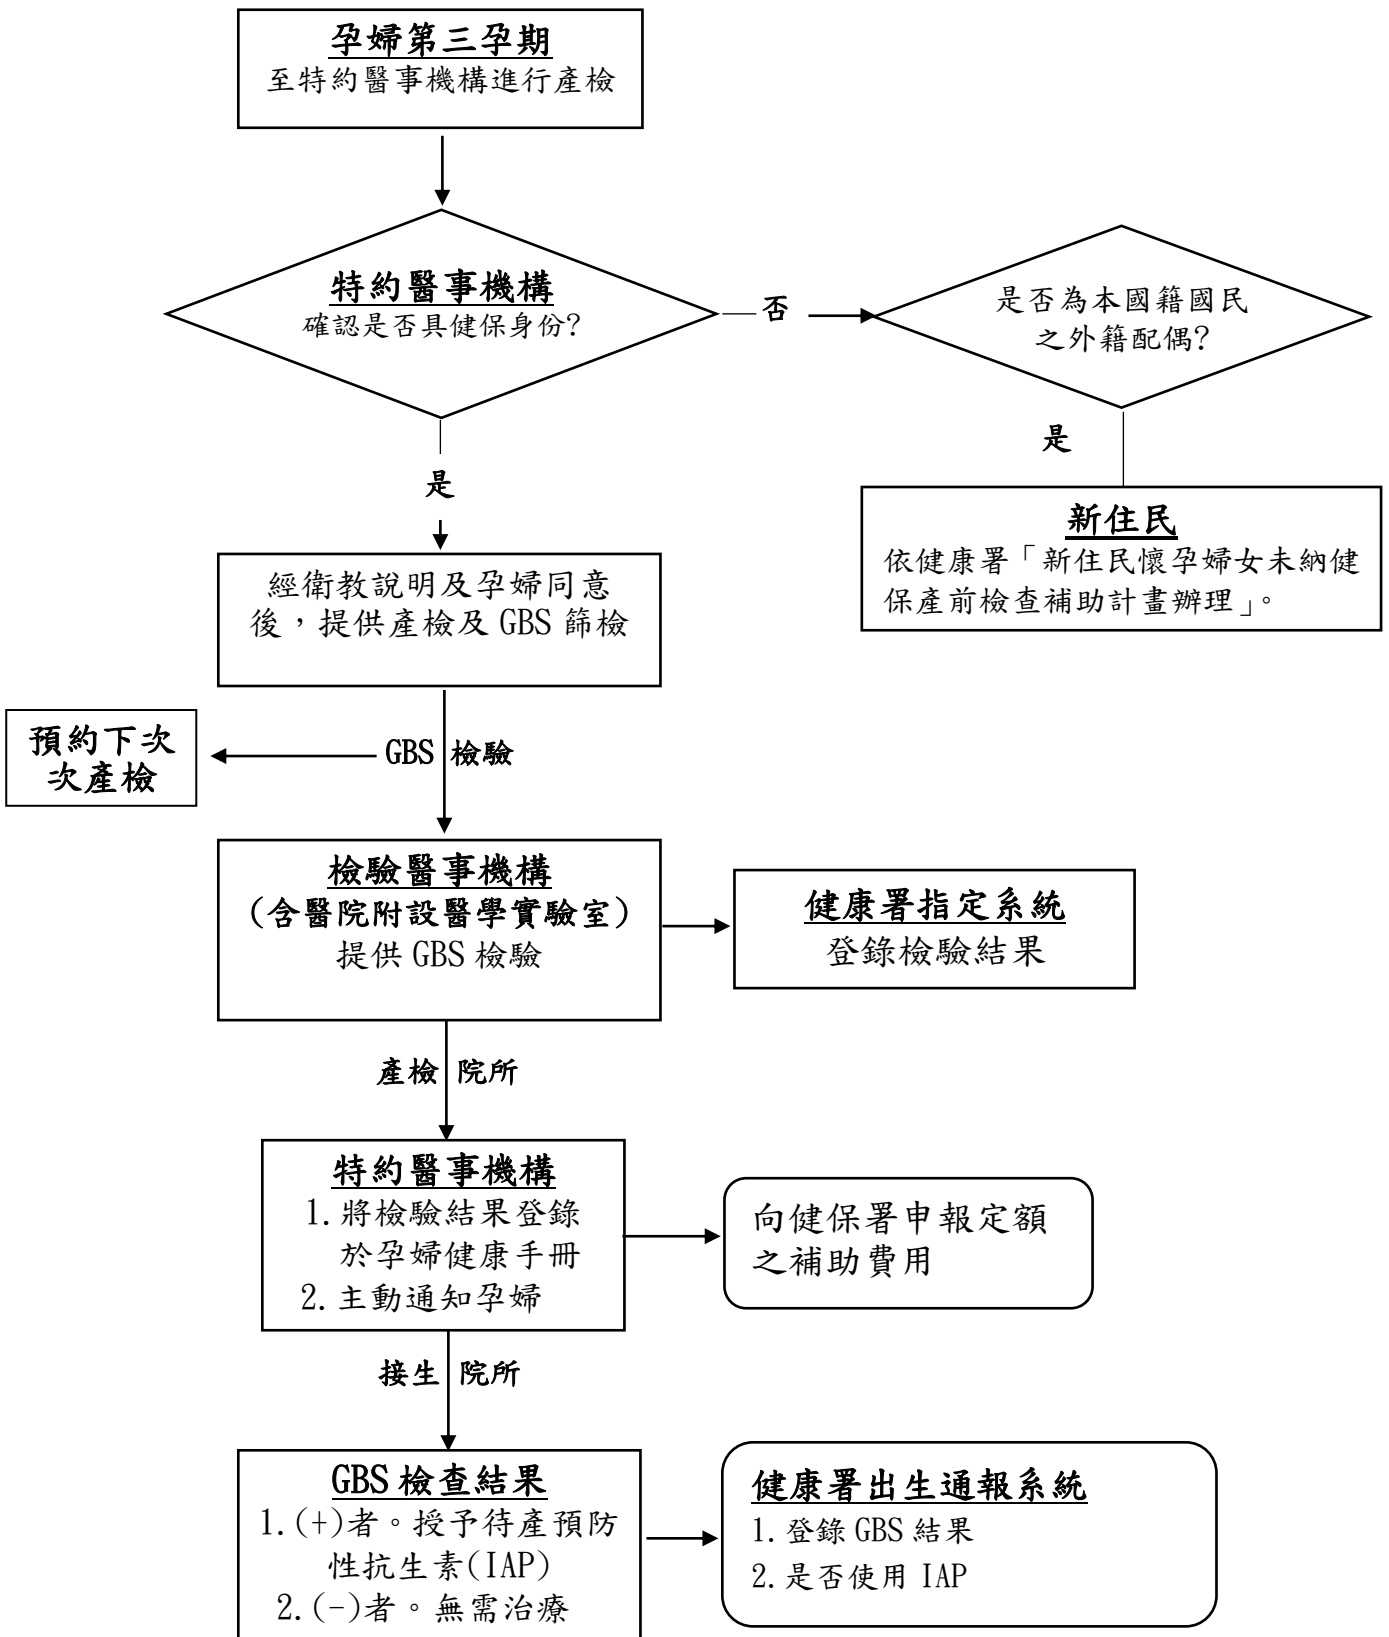 孕婦第三孕期
至特約醫事機構進行產檢
特約醫事機構
確認是否具健保身份?
否
是否為本國籍國民
之外籍配偶?
是
是
新住民
依健康署「新住民懷孕婦女未納健
保產前檢查補助計畫辦理」。
經衛教說明及孕婦同意
後，提供產檢及 GBS 篩檢
預約下次
次產檢
GBS 檢驗
檢驗醫事機構
(含醫院附設醫學實驗室)
提供 GBS 檢驗
健康署指定系統
登錄檢驗結果
產檢 院所
特約醫事機構
1. 將檢驗結果登錄
於孕婦健康手冊
2. 主動通知孕婦
向健保署申報定額
之補助費用
接生 院所
GBS 檢查結果
1. (+)者。授予待產預防
性抗生素(IAP)
2. (-)者。無需治療
健康署出生通報系統
1. 登錄 GBS 結果
2. 是否使用 IAP